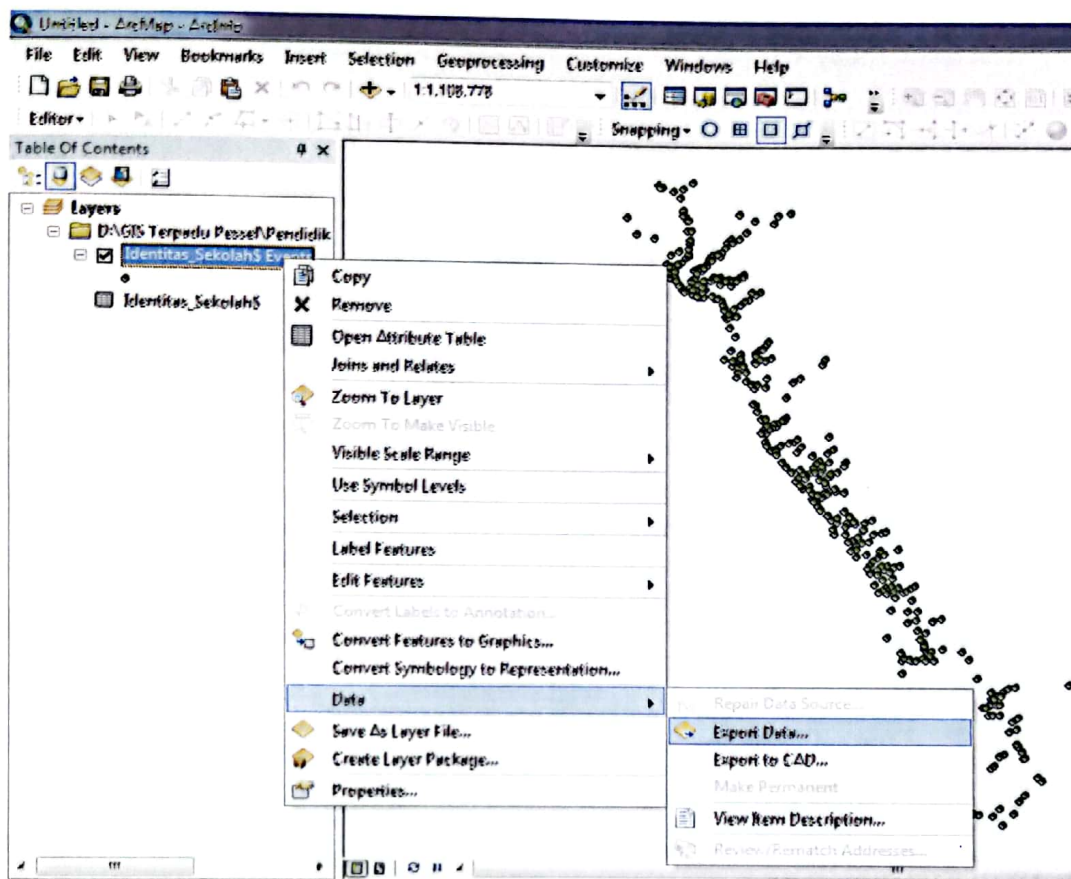 Untitled - ArcMap - ArcInfo
File Edit View Bookmarks Insert Selection Geoprocessing Customize Windows Help
1:1,108,778
Editor
Snapping
Table Of Contents
Layers
D:\GIS Terpadu Pessel\Pendidik
Identitas_Sekolah$ Events
Identitas_Sekolah$
Copy
Remove
Open Attribute Table
Joins and Relates
Zoom To Layer
Zoom To Make Visible
Visible Scale Range
Use Symbol Levels
Selection
Label Features
Edit Features
Convert Labels to Annotation...
Convert Features to Graphics...
Convert Symbology to Representation...
Data
Save As Layer File...
Create Layer Package...
Properties...
Repair Data Source...
Export Data...
Export to CAD...
Make Permanent
View Item Description...
Review/Rematch Addresses...